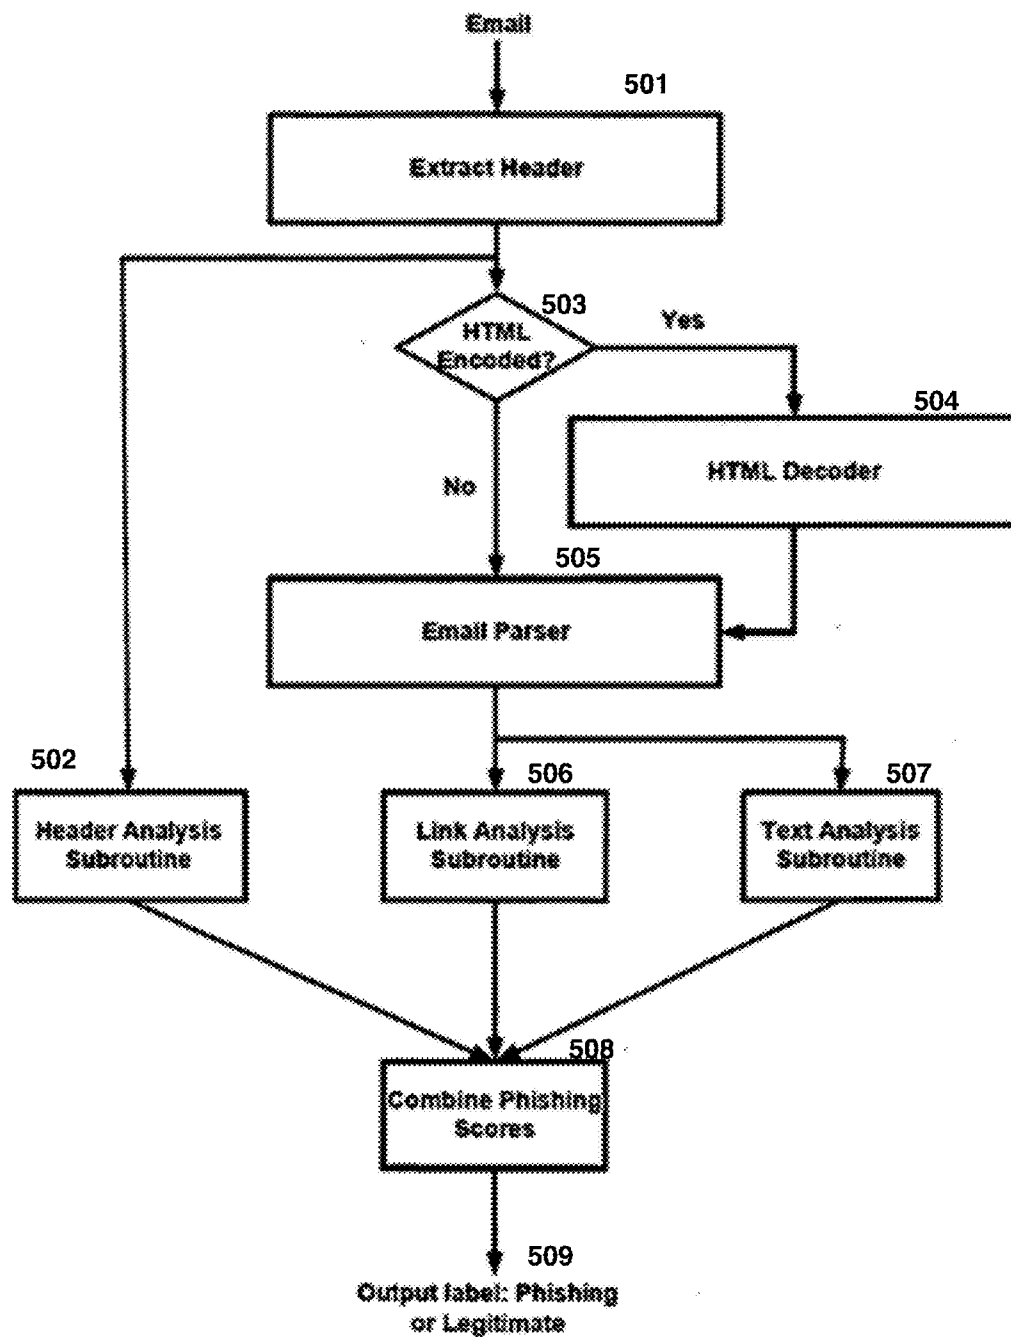 Email
501
Extract Header
503
HTML
Encoded?
Yes
504
HTML Decoder
No
505
Email Parser
502
Header Analysis
Subroutine
506
Link Analysis
Subroutine
507
Text Analysis
Subroutine
508
Combine Phishing
Scores
509
Output label: Phishing
or Legitimate